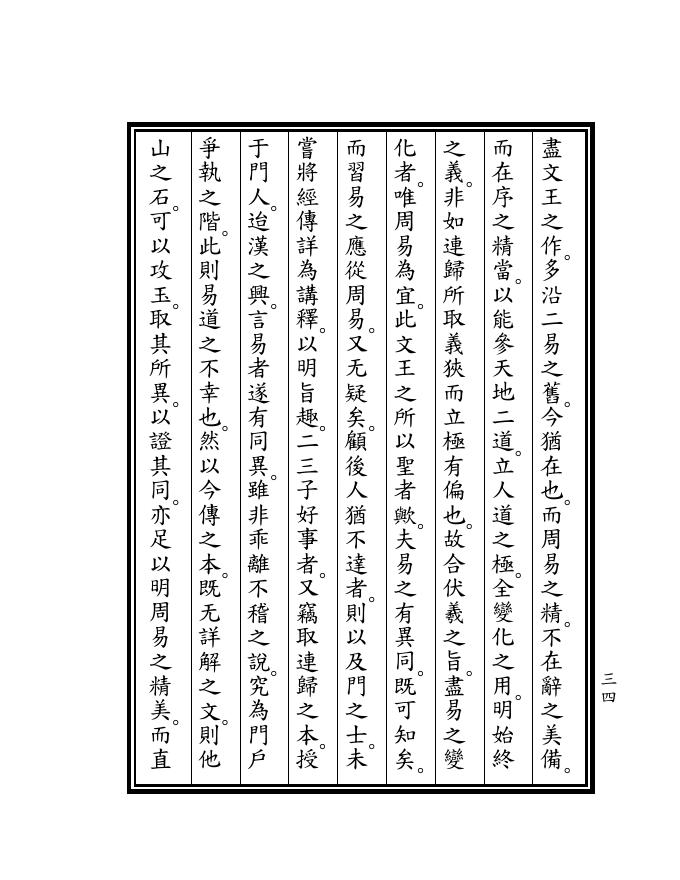 盡文王之作。多沿二易之舊。今猶在也。而周易之精。不在辭之美備。
而在序之精當。以能參天地二道。立人道之極。全變化之用。明始終
之義。非如連歸所取義狹而立極有偏也。故合伏羲之旨。盡易之變
化者。唯周易為宜。此文王之所以聖者歟。夫易之有異同。既可知矣。
而習易之應從周易。又无疑矣。顧後人猶不達者。則以及門之士。未
嘗將經傳詳為講釋。以明旨趣。二三子好事者。又竊取連歸之本。授
于門人。迨漢之興。言易者遂有同異。雖非乖離不稽之說。究為門戶
爭執之階。此則易道之不幸也。然以今傳之本。既无詳解之文。則他
山之石。可以攻玉。取其所異。以證其同。亦足以明周易之精美。而直
三四